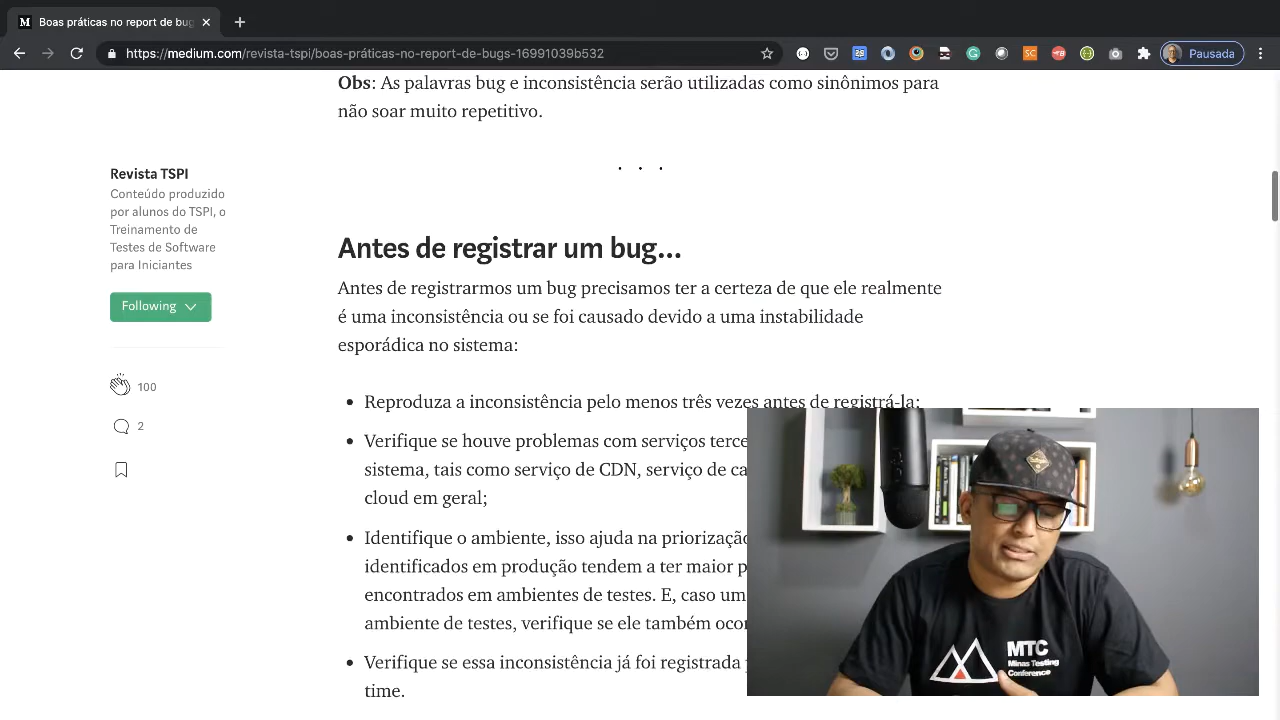 Boas práticas no report de bug
https://medium.com/revista-tspi/boas-práticas-no-report-de-bugs-16991039b532
Pausada
Obs: As palavras bug e inconsistência serão utilizadas como sinônimos para
não soar muito repetitivo.
. . .
Revista TSPI
Conteúdo produzido
por alunos do TSPI, o
Treinamento de
Testes de Software
para Iniciantes
Following
100
2
Antes de registrar um bug...
Antes de registrarmos um bug precisamos ter a certeza de que ele realmente
é uma inconsistência ou se foi causado devido a uma instabilidade
esporádica no sistema:
Reproduza a inconsistência pelo menos três vezes antes de registrá-la;
Verifique se houve problemas com serviços terce
sistema, tais como serviço de CDN, serviço de ca
cloud em geral;
Identifique o ambiente, isso ajuda na priorização
identificados em produção tendem a ter maior p
encontrados em ambientes de testes. E, caso um
ambiente de testes, verifique se ele também ocor
Verifique se essa inconsistência já foi registrada
time.
MTC
Minas Testing
Conference